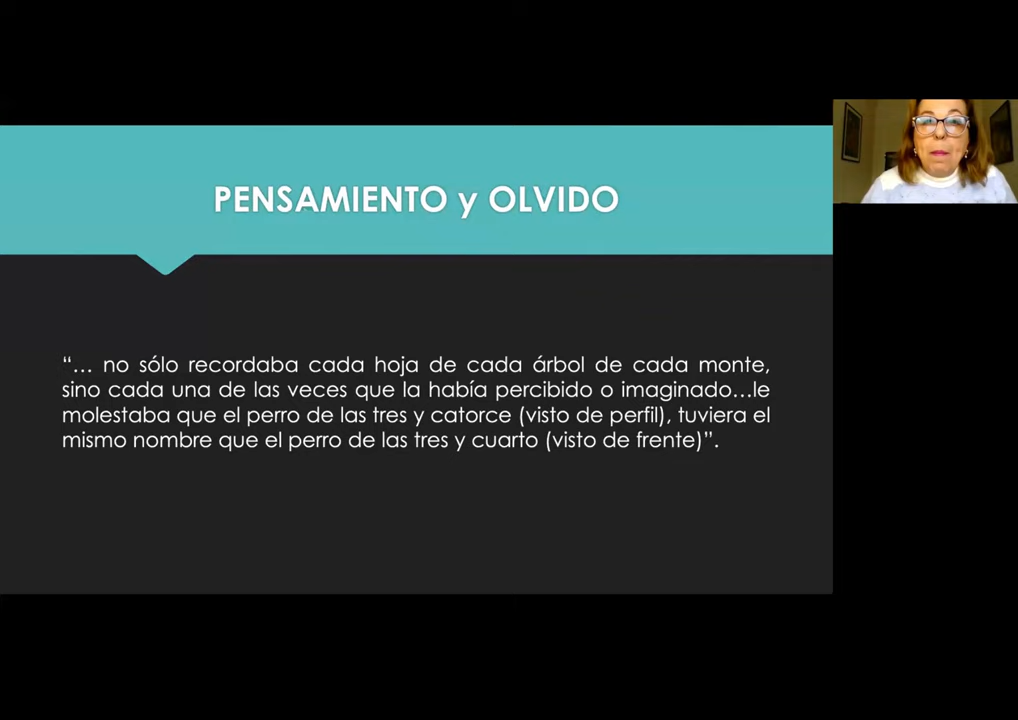 PENSAMIENTO y OLVIDO
“… no sólo recordaba cada hoja de cada árbol de cada monte,
sino cada una de las veces que la había percibido o imaginado…le
molestaba que el perro de las tres y catorce (visto de perfil), tuviera el
mismo nombre que el perro de las tres y cuarto (visto de frente)”.